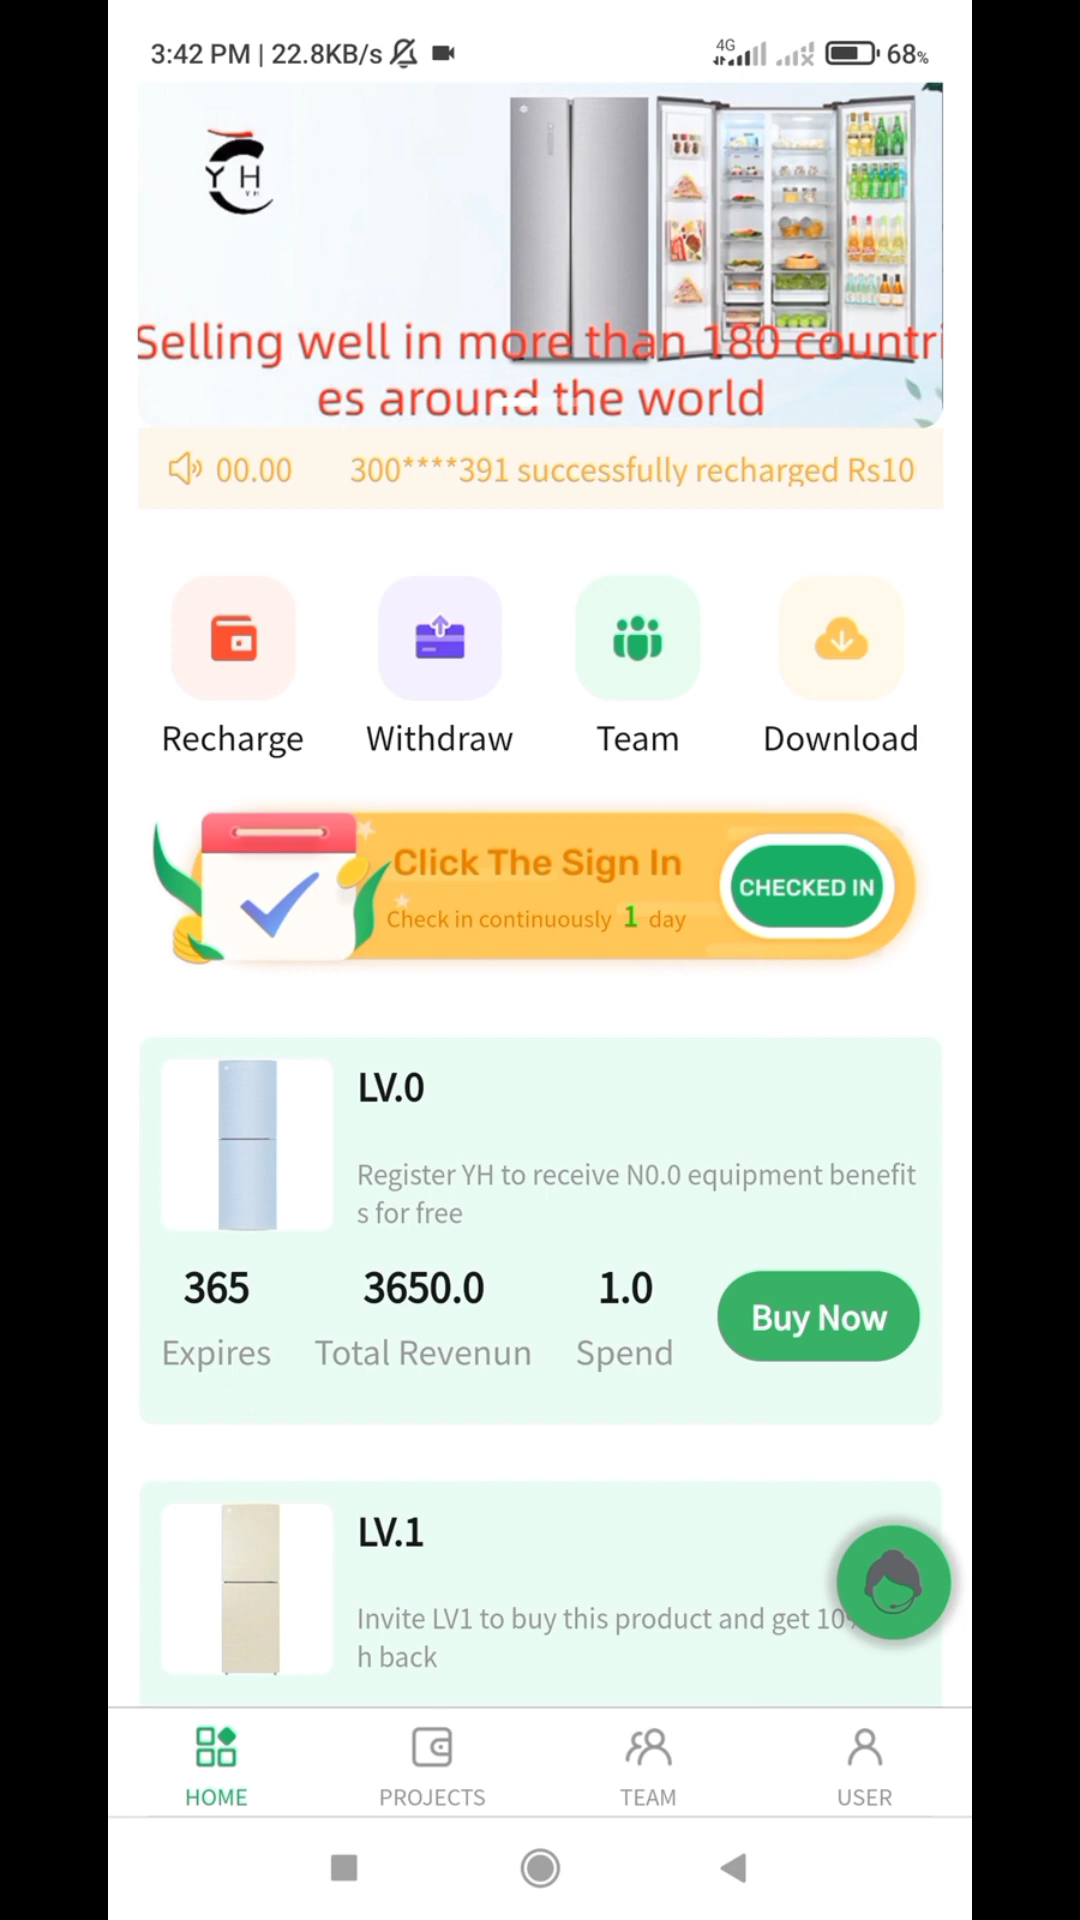 3:42 PM | 22.8KB/s
4G
68%
Y H
Y H
Selling well in more than 180 countri
es around the world
00.00 300****391 successfully recharged Rs10
Recharge Withdraw Team Download
Click The Sign In
Check in continuously 1 day
CHECKED IN
LV.0
Register YH to receive N0.0 equipment benefit
s for free
365 3650.0 1.0
Expires Total Revenun Spend
Buy Now
LV.1
Invite LV1 to buy this product and get 10
h back
HOME PROJECTS TEAM USER